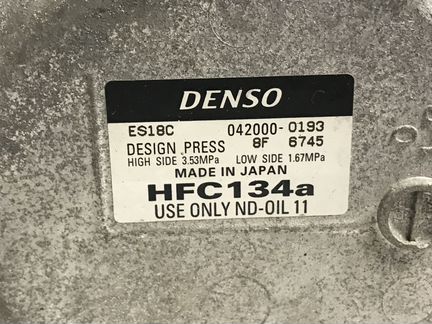 DENSO
ES18C 042000-0193
DESIGN PRESS 8F 6745
HIGH SIDE 3.53MPa LOW SIDE 1.67MPa
MADE IN JAPAN
HFC134a
USE ONLY ND-OIL 11